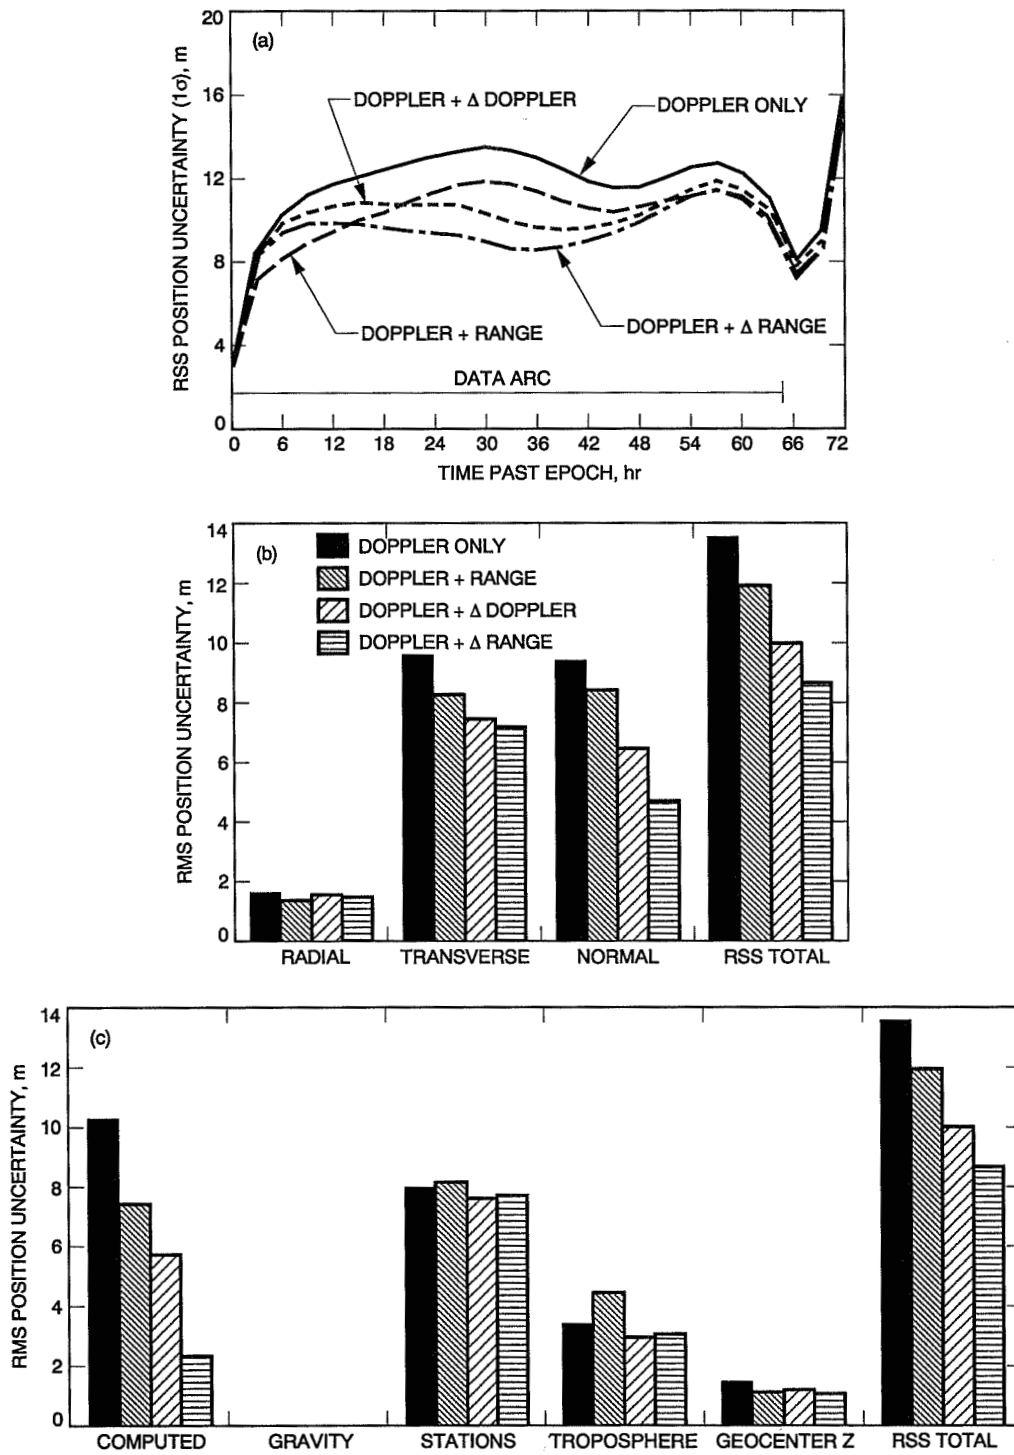 (a)
RSS POSITION UNCERTAINTY (1σ), m
20
16
12
8
4
0
DOPPLER + Δ DOPPLER
DOPPLER ONLY
DOPPLER + RANGE
DOPPLER + Δ RANGE
DATA ARC
0 6 12 18 24 30 36 42 48 54 60 66 72
TIME PAST EPOCH, hr
(b)
RMS POSITION UNCERTAINTY, m
14
12
10
8
6
4
2
0
DOPPLER ONLY
DOPPLER + RANGE
DOPPLER + Δ DOPPLER
DOPPLER + Δ RANGE
RADIAL TRANSVERSE NORMAL RSS TOTAL
(c)
RMS POSITION UNCERTAINTY, m
14
12
10
8
6
4
2
0
COMPUTED GRAVITY STATIONS TROPOSPHERE GEOCENTER Z RSS TOTAL